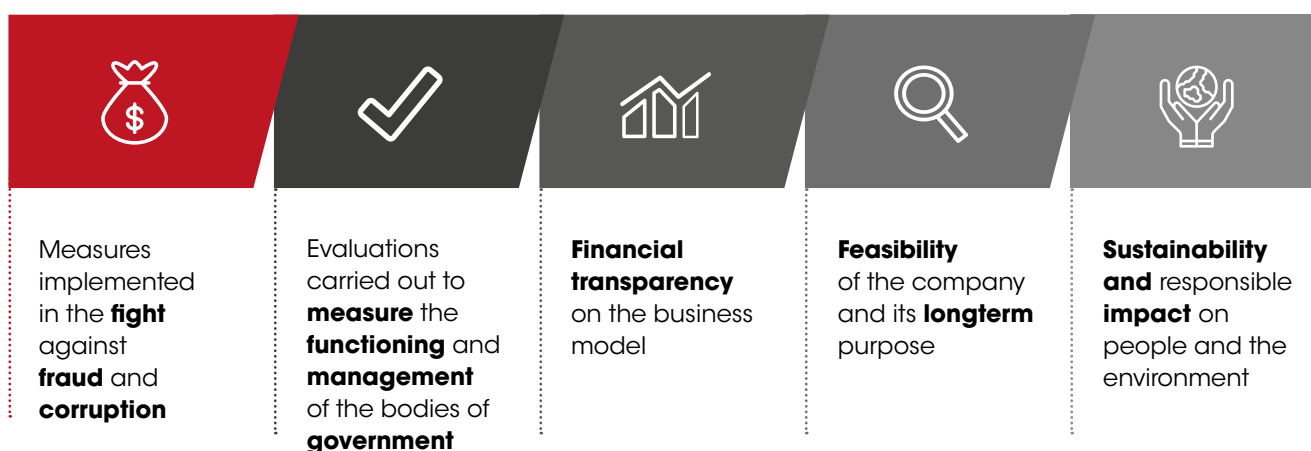 $
Measures
implemented
in the fight
against
fraud and
corruption
Evaluations
carried out to
measure the
functioning and
management
of the bodies of
government
Financial
transparency
on the business
model
Feasibility
of the company
and its longterm
purpose
Sustainability
and responsible
impact on
people and the
environment